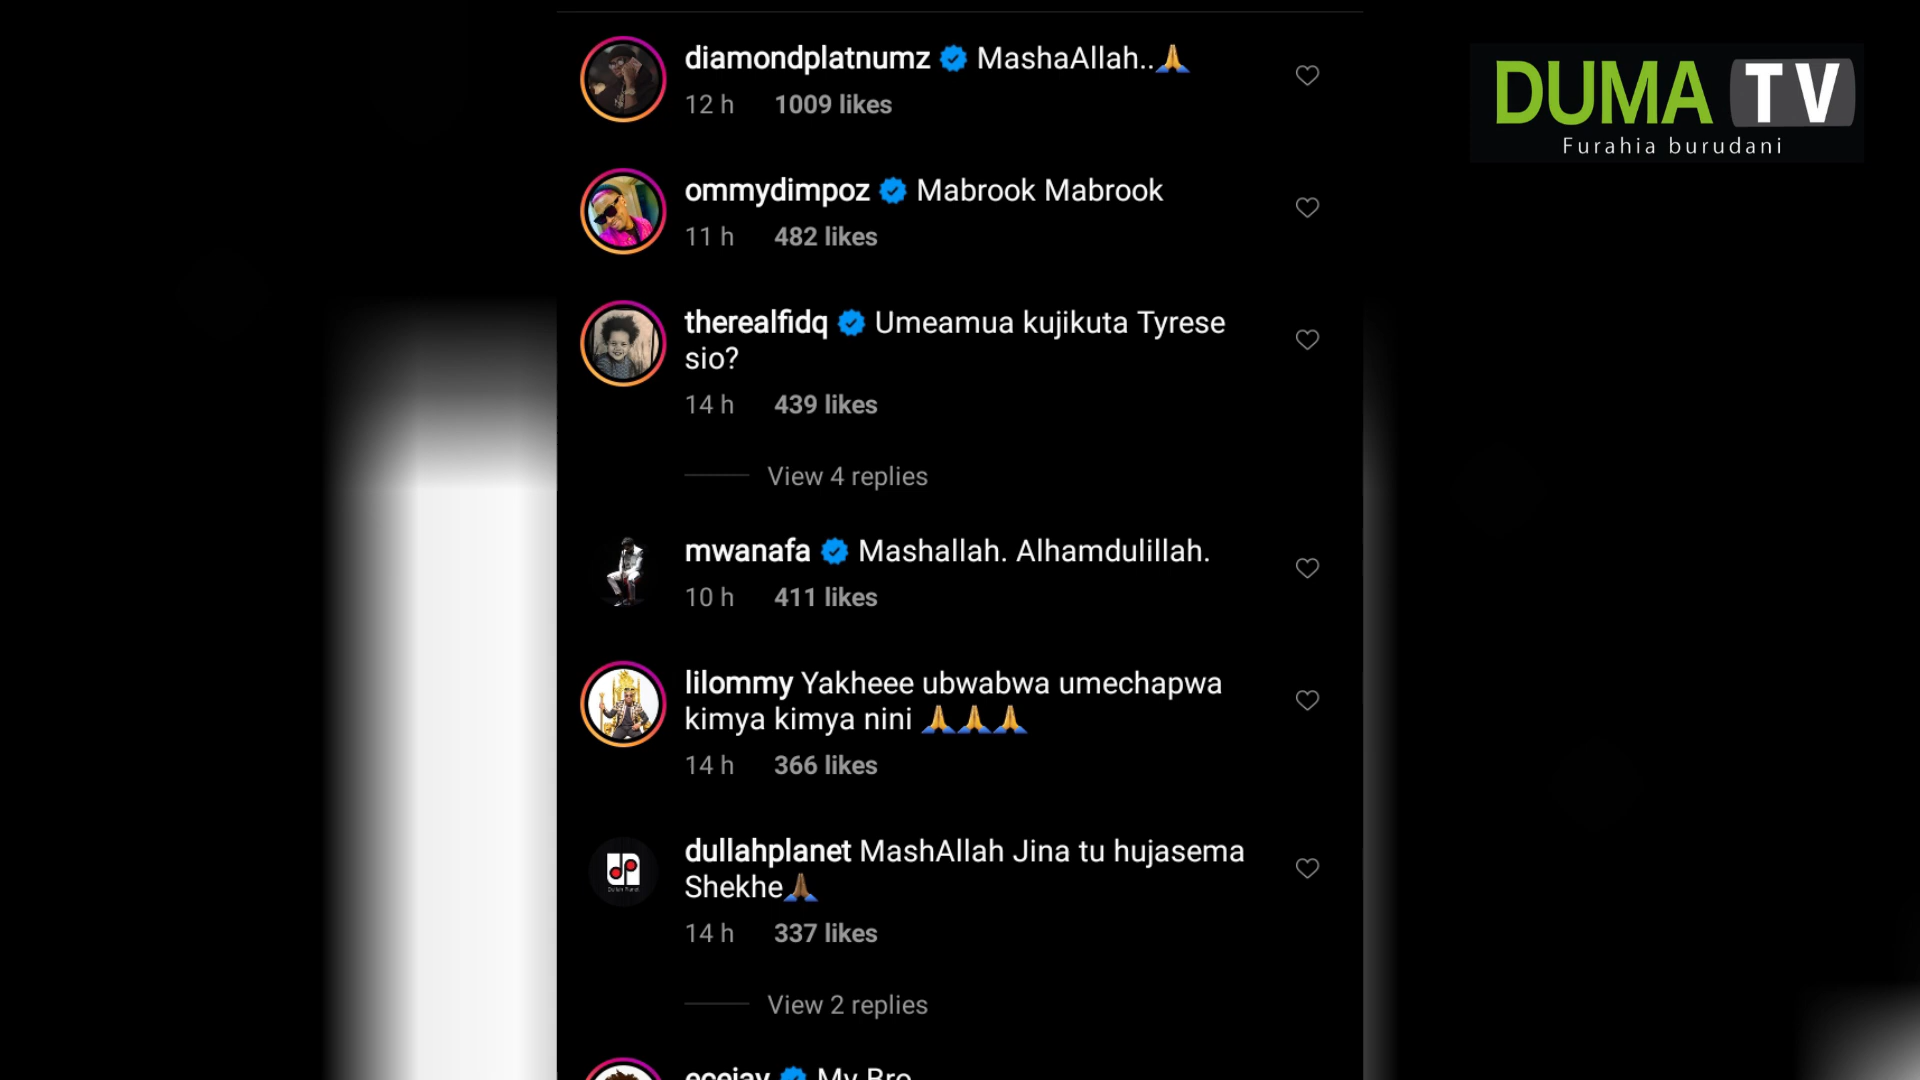 diamondplatnumz MashaAllah..🙏
12 h 1009 likes
DUMA TV
Furahia burudani
ommydimpoz Mabrook Mabrook
11 h 482 likes
therealfidq Umeamua kujikuta Tyrese
sio?
14 h 439 likes
View 4 replies
mwanafa Mashallah. Alhamdulillah.
10 h 411 likes
lilommy Yakheee ubwabwa umechapwa
kimya kimya nini 🙏🙏🙏
14 h 366 likes
dullahplanet MashAllah Jina tu hujasema
Shekhe🙏🏾
14 h 337 likes
View 2 replies
My Bro